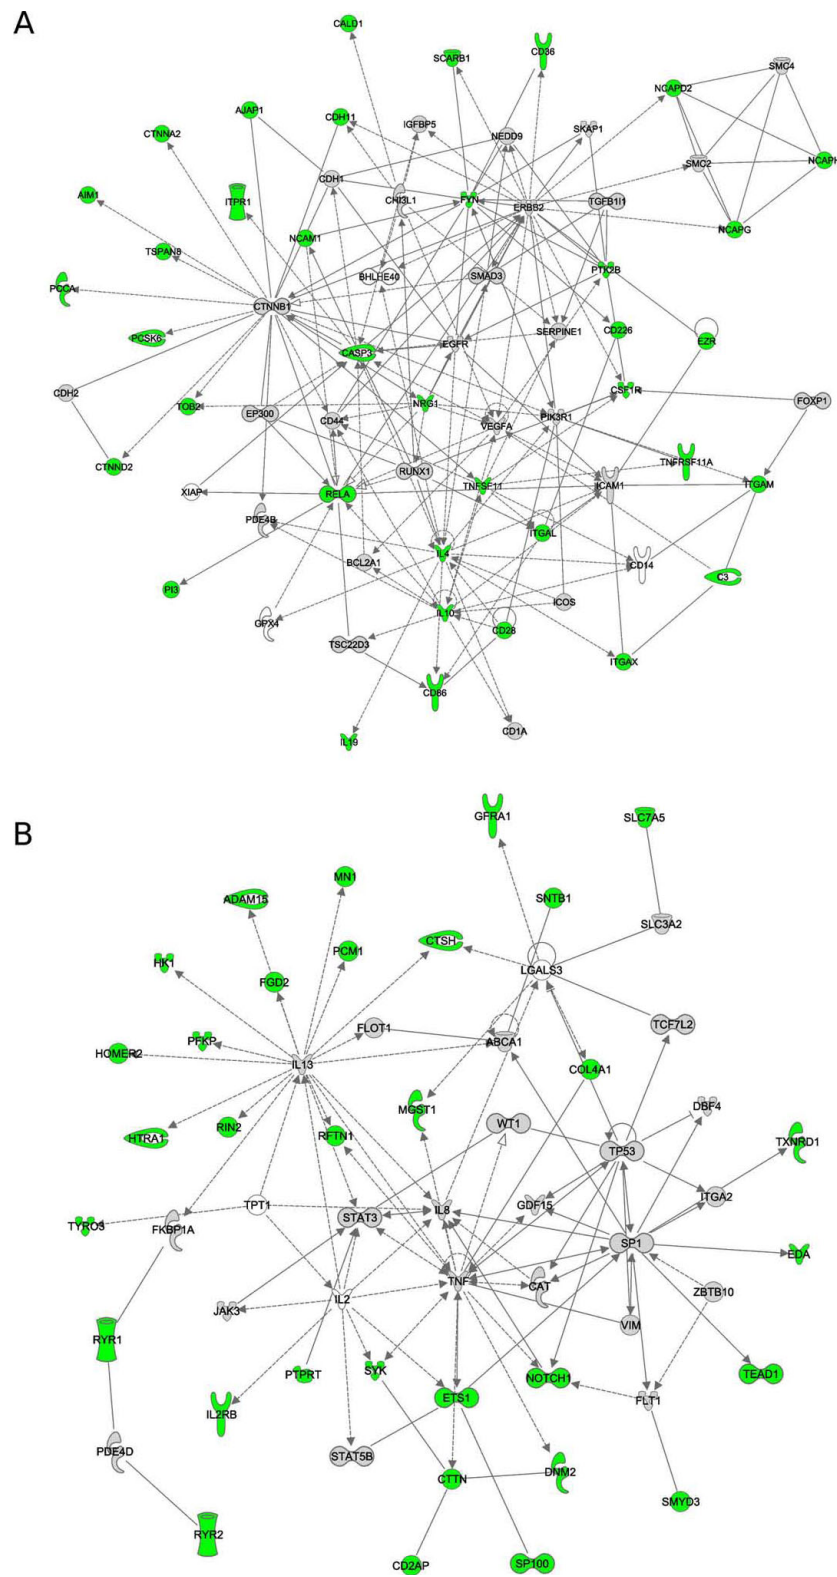 A
CALD1
SCARB1
CD36
SMC4
NCAPD2
AJAP1
CDH11
IGFBP5
NEDD9
SKAP1
CTNNA2
SMC2
NCAPH
CDH1
AIM1
ITPR1
CHI3L1
FYN
ERBB2
TGFB1I1
NCAPG
NCAM1
TSPAN8
BHLHE40
SMAD3
PTK2B
PCCA
CTNNB1
PCSK6
CASP3
EGFR
SERPINE1
CD226
EZR
CDH2
TOB2
EP300
CD44
NRG1
VEGFA
PIK3R1
CSF1R
FOXP1
CTNND2
XIAP
RELA
RUNX1
TNFSF11
ICAM1
TNFRSF11A
ITGAM
PDE4B
ITGAL
PI3
BCL2A1
IL4
CD14
C3
GPX4
TSC22D3
IL10
ICOS
CD28
ITGAX
CD86
IL19
CD1A
B
GFRA1
SLC7A5
MN1
ADAM15
SNTB1
SLC3A2
HK1
PCM1
CTSH
FGD2
LGALS3
HOMER2
PFKP
FLOT1
ABCA1
TCF7L2
IL13
COL4A1
HTRA1
RIN2
RFTN1
MGST1
WT1
DBF4
TP53
TXNRD1
TYRO3
FKBP1A
TPT1
STAT3
IL8
GDF15
ITGA2
SP1
EDA
JAK3
IL2
TNF
CAT
ZBTB10
RYR1
VIM
PTPRT
SYK
ETS1
NOTCH1
TEAD1
IL2RB
FLT1
PDE4D
STAT5B
CTTN
DNM2
SMYD3
RYR2
CD2AP
SP100